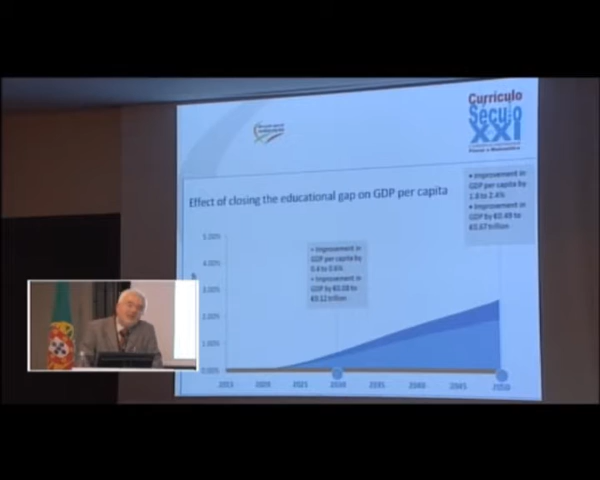 Currículo
Século
XXI
• Improvement in
GDP per capita by
1.8 to 2.4%
• Improvement in
GDP by €0.49 to
€0.67 trillion
Effect of closing the educational gap on GDP per capita
5.00%
4.00%
3.00%
2.00%
1.00%
0.00%
• Improvement in
GDP per capita by
0.4 to 0.6%
• Improvement in
GDP by €0.08 to
€0.12 trillion
2015 2020 2025 2030 2035 2040 2045 2050